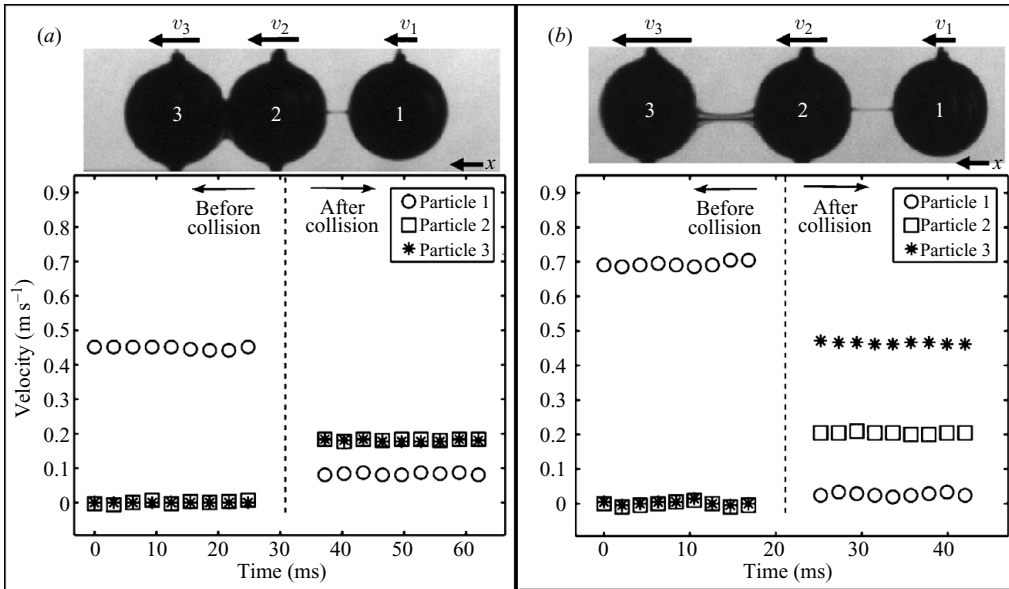 (a)
v3 v2 v1
3 2 1
x
Before collision
After collision
Particle 1
Particle 2
Particle 3
Velocity (m s−1)
0.9
0.8
0.7
0.6
0.5
0.4
0.3
0.2
0.1
0
0 10 20 30 40 50 60
Time (ms)
(b)
v3 v2 v1
3 2 1
x
Before collision
After collision
Particle 1
Particle 2
Particle 3
0.9
0.8
0.7
0.6
0.5
0.4
0.3
0.2
0.1
0
0 10 20 30 40
Time (ms)